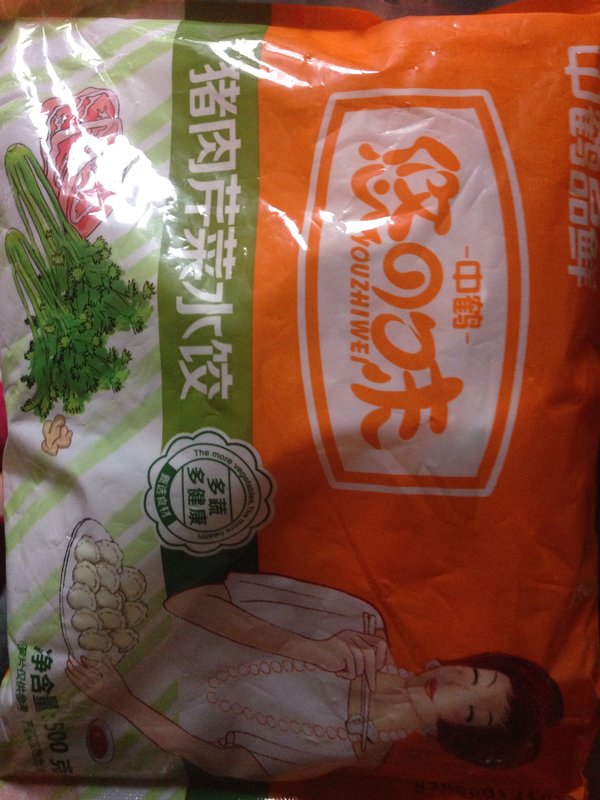 中鹤品鲜
中鹤
悠の味
YOUZHIWEI
猪肉芹菜水饺
The more vegetables The more health
多蔬
多健康
净含量:500克